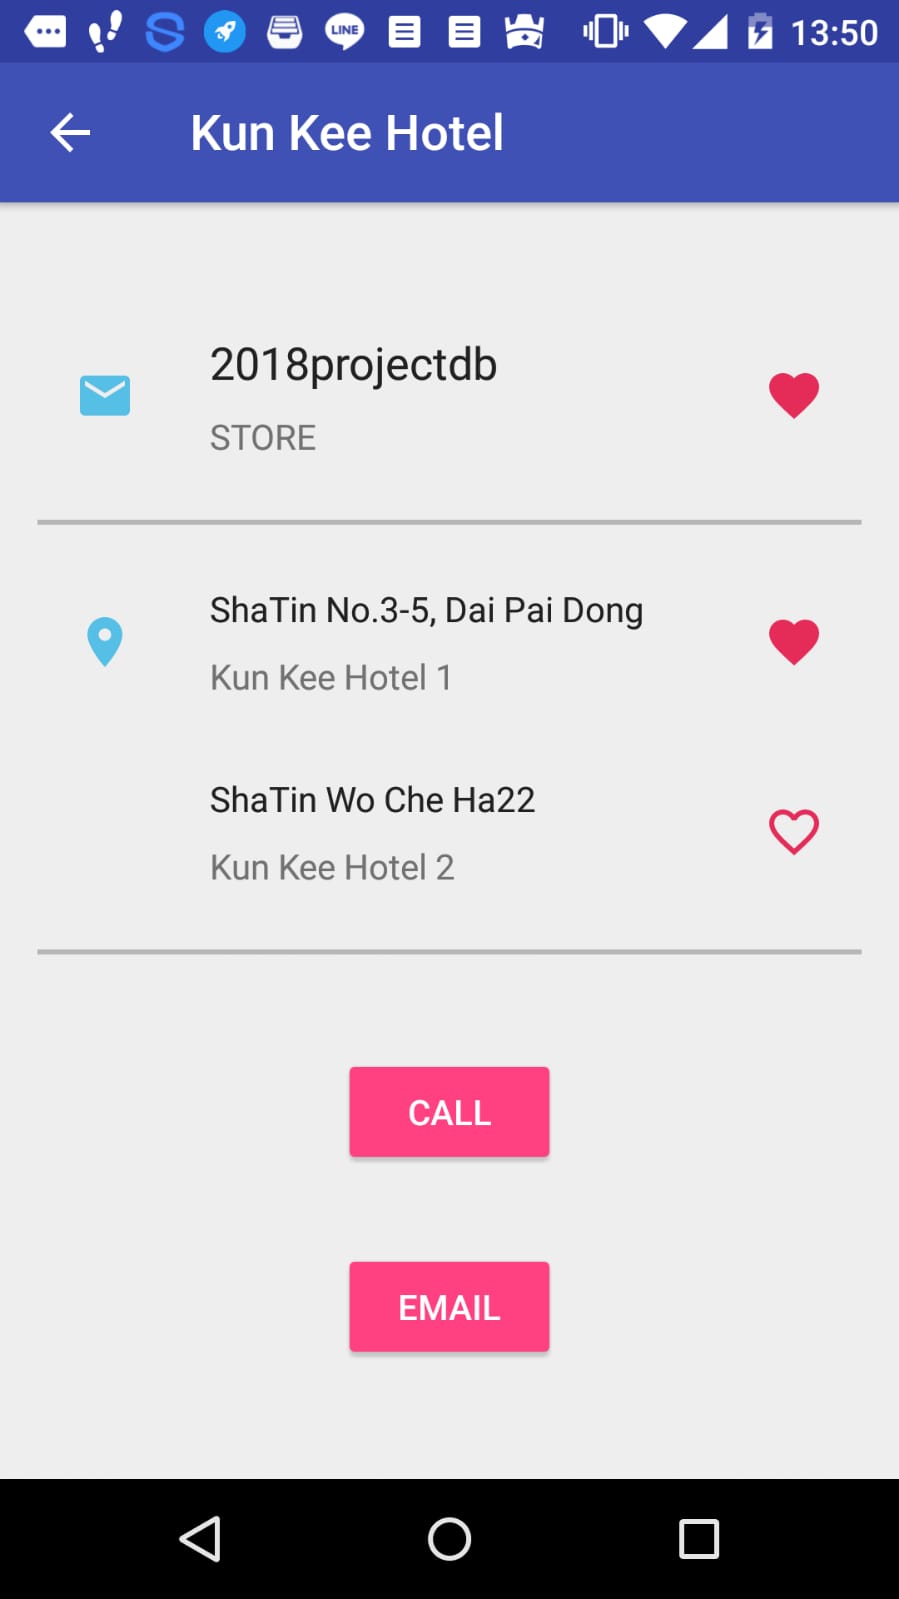 LINE
13:50
Kun Kee Hotel
2018projectdb
STORE
ShaTin No.3-5, Dai Pai Dong
Kun Kee Hotel 1
ShaTin Wo Che Ha22
Kun Kee Hotel 2
CALL
EMAIL